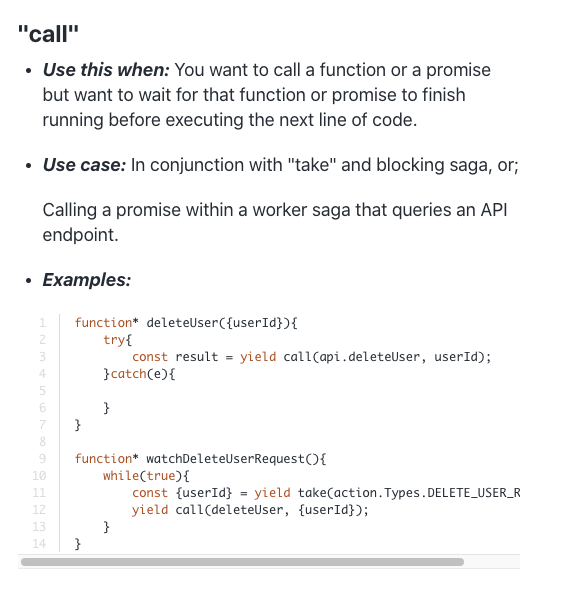 "call"
• Use this when: You want to call a function or a promise
but want to wait for that function or promise to finish
running before executing the next line of code.
• Use case: In conjunction with "take" and blocking saga, or;
Calling a promise within a worker saga that queries an API
endpoint.
• Examples:
1 function* deleteUser({userId}){
2     try{
3         const result = yield call(api.deleteUser, userId);
4     }catch(e){
5
6     }
7 }
8
9 function* watchDeleteUserRequest(){
10     while(true){
11         const {userId} = yield take(action.Types.DELETE_USER_R
12         yield call(deleteUser, {userId});
13     }
14 }